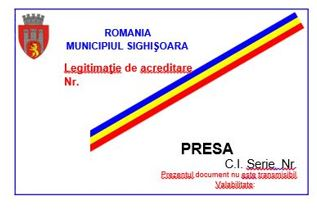 ROMANIA
MUNICIPIUL SIGHIŞOARA
Legitimaţie de acreditare
Nr.
PRESA
C.I. Serie, Nr.
Prezentul document nu este transmisibil
Valabilitate: